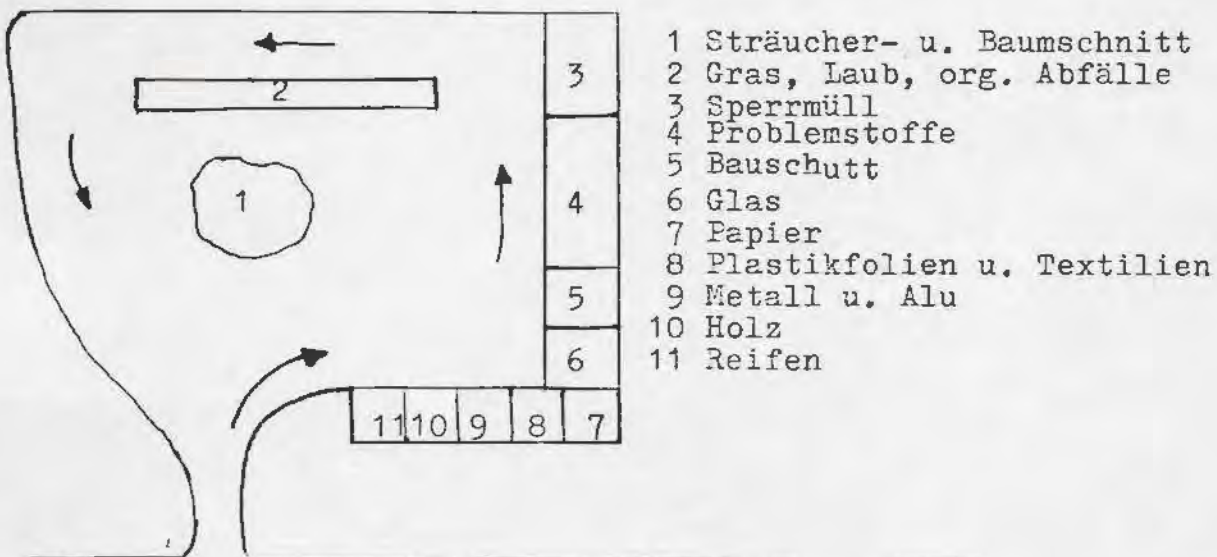 1 Sträucher- u. Baumschnitt
2 Gras, Laub, org. Abfälle
3 Sperrmüll
4 Problemstoffe
5 Bauschutt
6 Glas
7 Papier
8 Plastikfolien u. Textilien
9 Metall u. Alu
10 Holz
11 Reifen
2
3
1
4
5
6
11 10 9 8 7